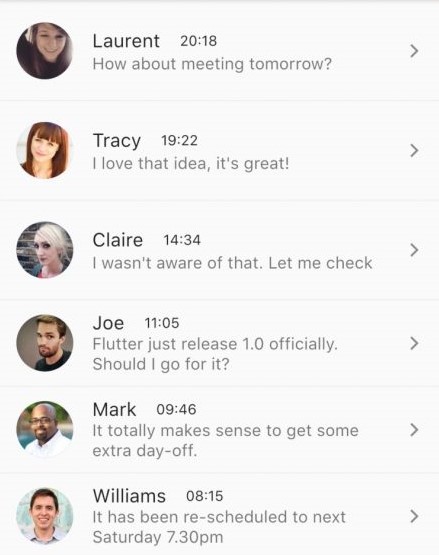 Laurent 20:18
How about meeting tomorrow?
Tracy 19:22
I love that idea, it's great!
Claire 14:34
I wasn't aware of that. Let me check
Joe 11:05
Flutter just release 1.0 officially.
Should I go for it?
Mark 09:46
It totally makes sense to get some
extra day-off.
Williams 08:15
It has been re-scheduled to next
Saturday 7.30pm